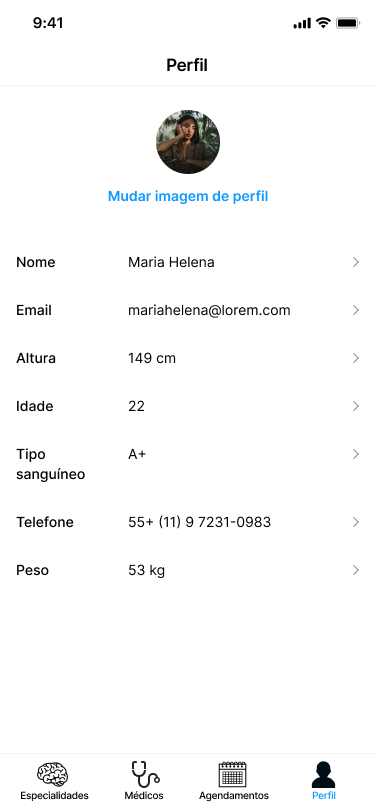 9:41
Perfil
Mudar imagem de perfil
Nome Maria Helena
Email mariahelena@lorem.com
Altura 149 cm
Idade 22
Tipo A+
sanguíneo
Telefone 55+ (11) 9 7231-0983
Peso 53 kg
Especialidades Médicos Agendamentos Perfil